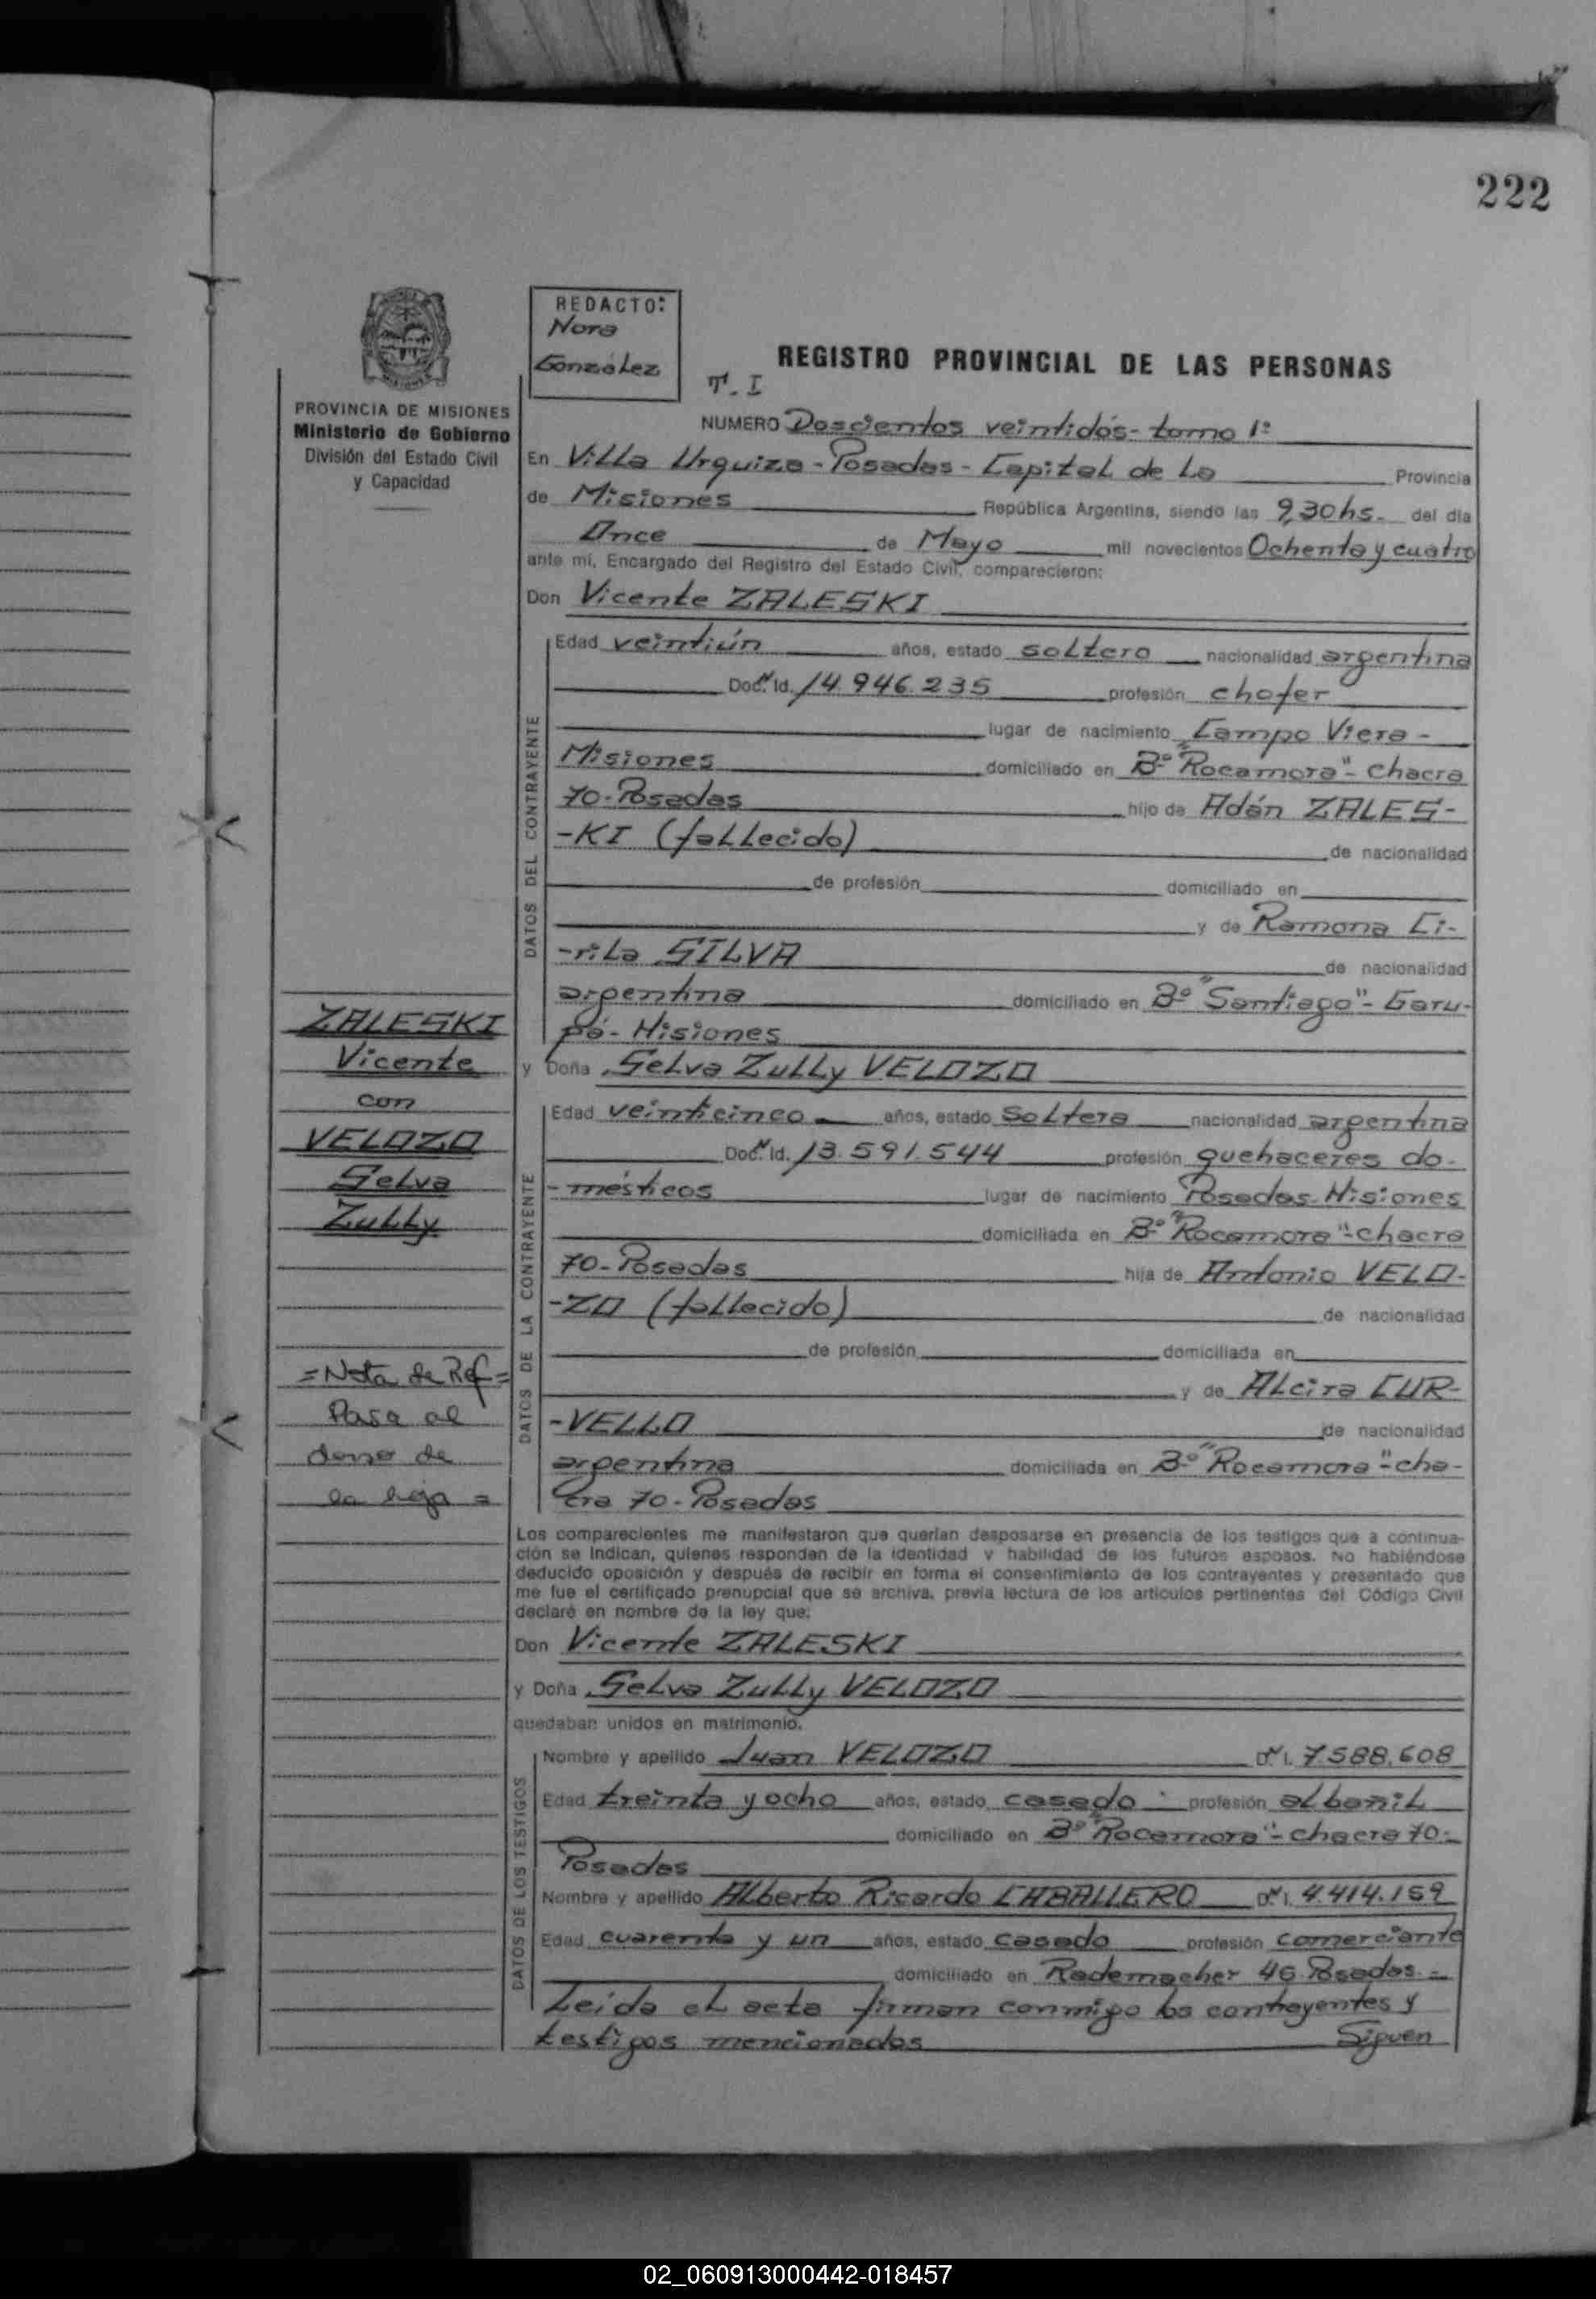 222
REDACTO:
Nora
González
PROVINCIA DE MISIONES
Ministerio de Gobierno
División del Estado Civil
y Capacidad
REGISTRO PROVINCIAL DE LAS PERSONAS
T. I
NUMERO Doscientos veintidós- tomo 1º
En Villa Urquiza - Posadas - Capital de La Provincia
de Misiones República Argentina, siendo las 9,30hs. del día
Once de Mayo mil novecientos Ochenta y cuatro
ante mí, Encargado del Registro del Estado Civil, comparecieron:
Don Vicente ZALESKI
DATOS DEL CONTRAYENTE
Edad veintiún años, estado soltero nacionalidad argentina
Doc. Id. 14.946.235 profesión chofer
lugar de nacimiento Campo Viera -
Misiones domiciliado en Bº "Rocamora" - chacra
70- Posadas hijo de Adán ZALES-
-KI (fallecido) de nacionalidad
de profesión domiciliado en
y de Ramona Ci-
-rila SILVA de nacionalidad
argentina domiciliado en Bº "Santiago" - Garu-
pá - Misiones
y Doña Selva Zully VELOZO
DATOS DE LA CONTRAYENTE
Edad veinticinco años, estado soltera nacionalidad argentina
Doc. Id. 13.591.544 profesión quehaceres do-
-mésticos lugar de nacimiento Posadas Misiones
domiciliada en Bº "Rocamora" - chacra
70- Posadas hija de Antonio VELO-
-ZO (fallecido) de nacionalidad
de profesión domiciliada en
y de Alcira CUR-
-VELLO de nacionalidad
argentina domiciliada en Bº "Rocamora" - cha-
cra 70 - Posadas
ZALESKI
Vicente
con
VELOZO
Selva
Zully
= Nota de Ref =
Pasa al
dorso de
la hoja =
Los comparecientes me manifestaron que querían desposarse en presencia de los testigos que a continua-
ción se indican, quienes responden de la identidad y habilidad de los futuros esposos. No habiéndose
deducido oposición y después de recibir en forma el consentimiento de los contrayentes y presentado que
me fue el certificado prenupcial que se archiva, previa lectura de los artículos pertinentes del Código Civil
declaré en nombre de la ley que:
Don Vicente ZALESKI
y Doña Selva Zully VELOZO
quedaban unidos en matrimonio.
DATOS DE LOS TESTIGOS
Nombre y apellido Juan VELOZO D.N.I. 7.588.608
Edad treinta y ocho años, estado casado profesión albañil
domiciliado en Bº "Rocamora" - chacra 70-
Posadas
Nombre y apellido Alberto Ricardo CABALLERO D.N.I. 4.414.159
Edad cuarenta y un años, estado casado profesión comerciante
domiciliado en Rademacher 46 Posadas. -
Leída el acta firman conmigo los contrayentes y
testigos mencionados Siguen
02_060913000442-018457